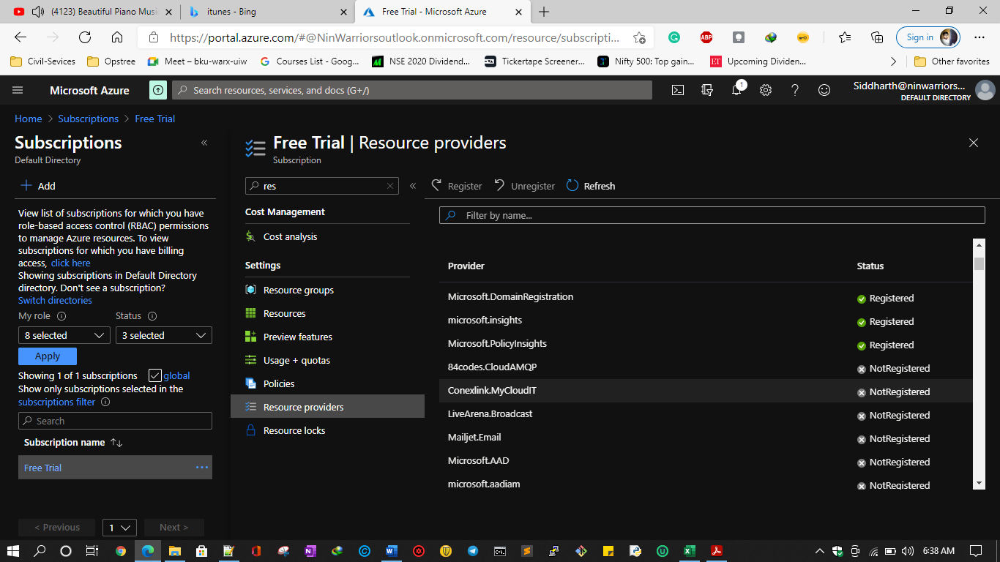 (4123) Beautiful Piano Musi
itunes - Bing
Free Trial - Microsoft Azure
https://portal.azure.com/#@NinWarriorsoutlook.onmicrosoft.com/resource/subscripti...
ABP
Sign in
Civil-Sevices
Opstree
Meet – bku-warx-uiw
Courses List - Goog...
NSE 2020 Dividend...
Tickertape Screener...
Nifty 500: Top gain...
ET
Upcoming Dividen...
Other favorites
Microsoft Azure
Search resources, services, and docs (G+/)
1
Siddharth@ninwarriors...
DEFAULT DIRECTORY
Home > Subscriptions > Free Trial
Subscriptions
Default Directory
Add
View list of subscriptions for which you have
role-based access control (RBAC) permissions
to manage Azure resources. To view
subscriptions for which you have billing
access, click here
Showing subscriptions in Default Directory
directory. Don't see a subscription?
Switch directories
My role
Status
8 selected
3 selected
Apply
Showing 1 of 1 subscriptions
global
Show only subscriptions selected in the
subscriptions filter
Search
Subscription name
Free Trial
< Previous
1
Next >
Free Trial | Resource providers
Subscription
res
Cost Management
Cost analysis
Settings
Resource groups
Resources
Preview features
Usage + quotas
Policies
Resource providers
Resource locks
Register
Unregister
Refresh
Filter by name...
Provider Status
Microsoft.DomainRegistration Registered
microsoft.insights Registered
Microsoft.PolicyInsights Registered
84codes.CloudAMQP NotRegistered
Conexlink.MyCloudIT NotRegistered
LiveArena.Broadcast NotRegistered
Mailjet.Email NotRegistered
Microsoft.AAD NotRegistered
microsoft.aadiam NotRegistered
6:38 AM